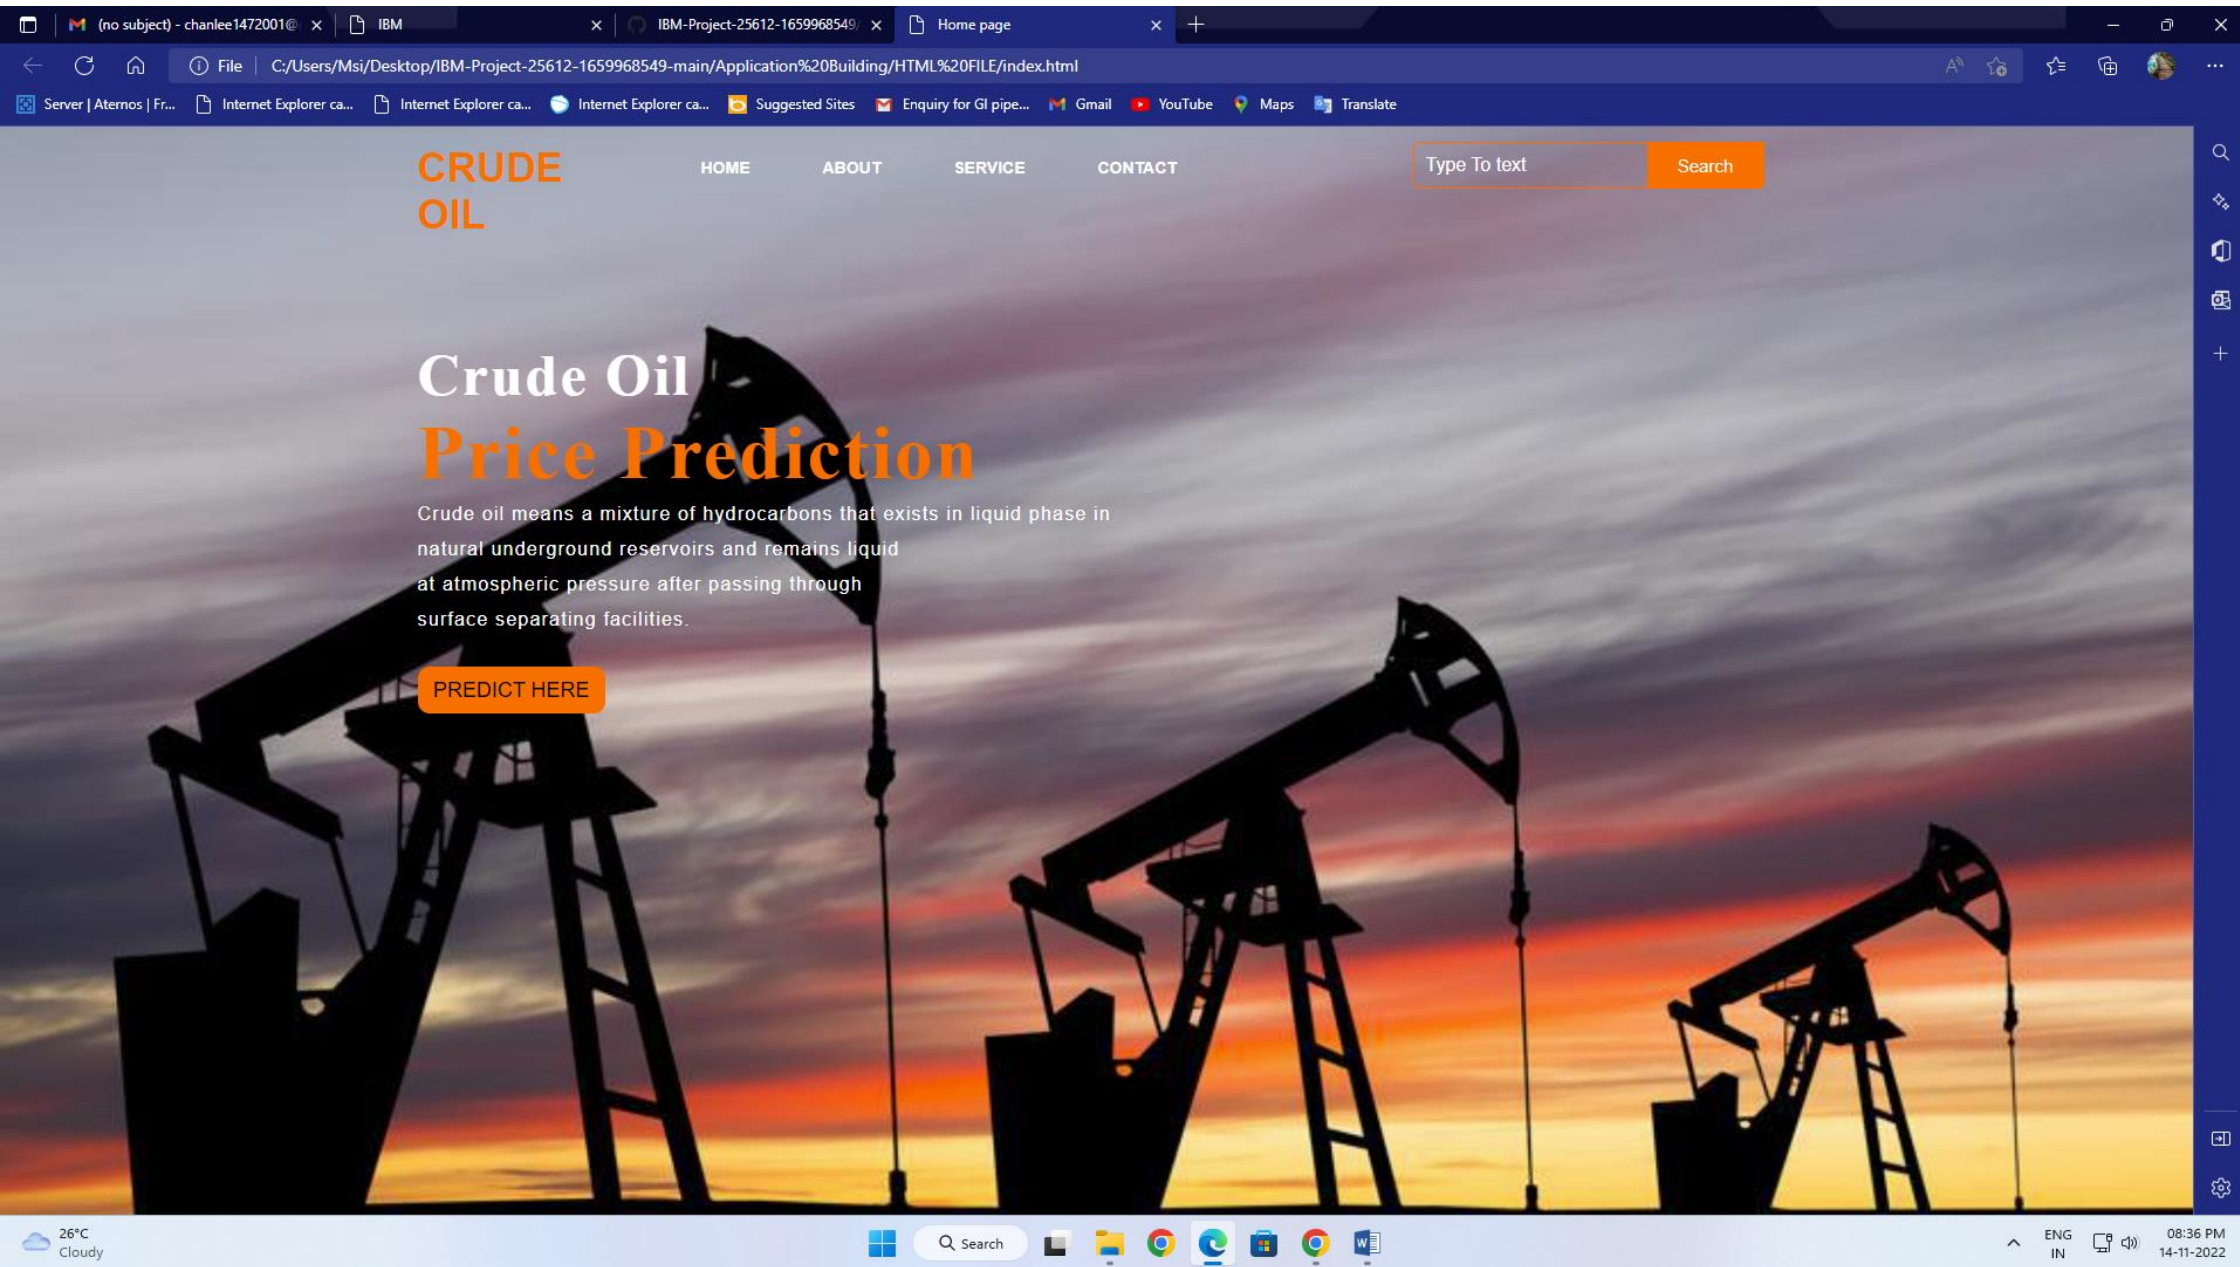 (no subject) - chanlee1472001@
IBM
IBM-Project-25612-1659968549/
Home page
File
C:/Users/Msi/Desktop/IBM-Project-25612-1659968549-main/Application%20Building/HTML%20FILE/index.html
Server | Aternos | Fr...
Internet Explorer ca...
Internet Explorer ca...
Internet Explorer ca...
Suggested Sites
Enquiry for GI pipe...
Gmail
YouTube
Maps
Translate
CRUDE
OIL
HOME
ABOUT
SERVICE
CONTACT
Type To text
Search
Crude Oil
Price Prediction
Crude oil means a mixture of hydrocarbons that exists in liquid phase in
natural underground reservoirs and remains liquid
at atmospheric pressure after passing through
surface separating facilities.
PREDICT HERE
26°C
Cloudy
Search
ENG
IN
08:36 PM
14-11-2022